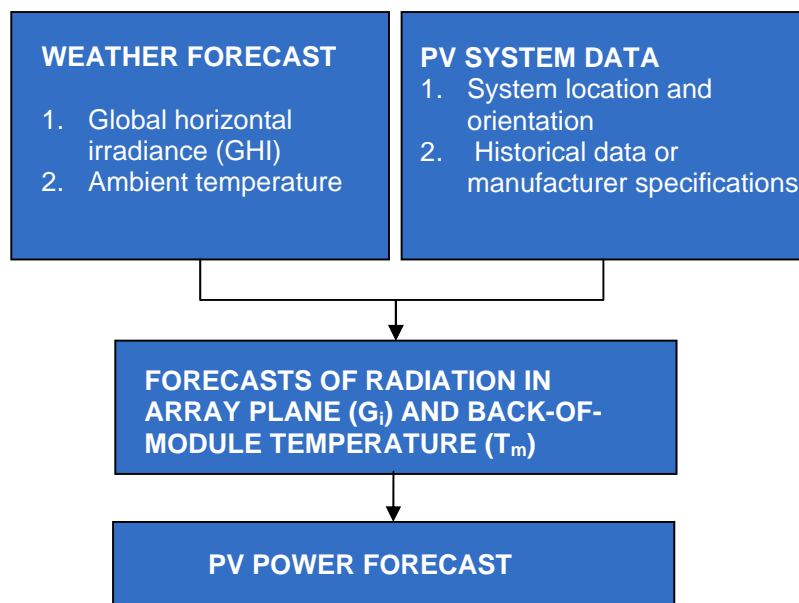 WEATHER FORECAST
1. Global horizontal
irradiance (GHI)
2. Ambient temperature
PV SYSTEM DATA
1. System location and
orientation
2. Historical data or
manufacturer specifications
FORECASTS OF RADIATION IN
ARRAY PLANE (Gᵢ) AND BACK-OF-
MODULE TEMPERATURE (Tₘ)
PV POWER FORECAST